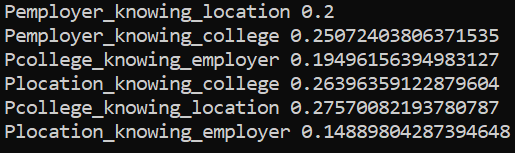 Pemployer_knowing_location 0.2
Pemployer_knowing_college 0.25072403806371535
Pcollege_knowing_employer 0.19496156394983127
Plocation_knowing_college 0.26396359122879604
Pcollege_knowing_location 0.27570082193780787
Plocation_knowing_employer 0.14889804287394648